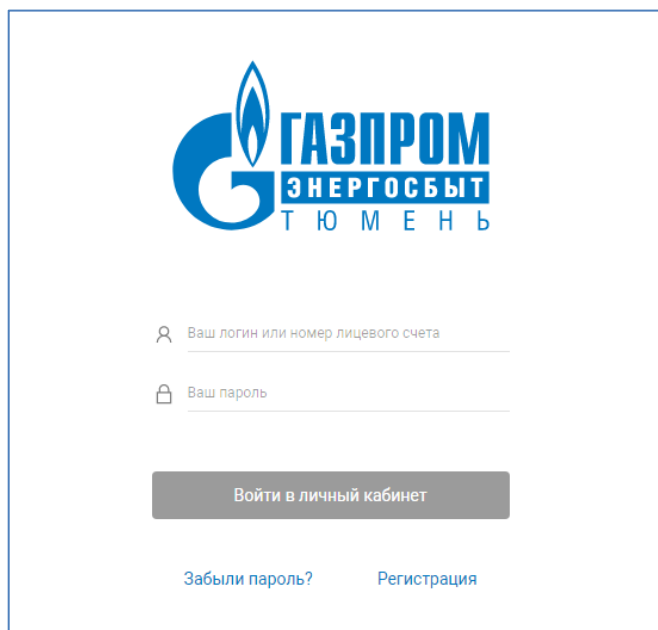 ГАЗПРОМ
ЭНЕРГОСБЫТ
ТЮМЕНЬ
Ваш логин или номер лицевого счета
Ваш пароль
Войти в личный кабинет
Забыли пароль? Регистрация